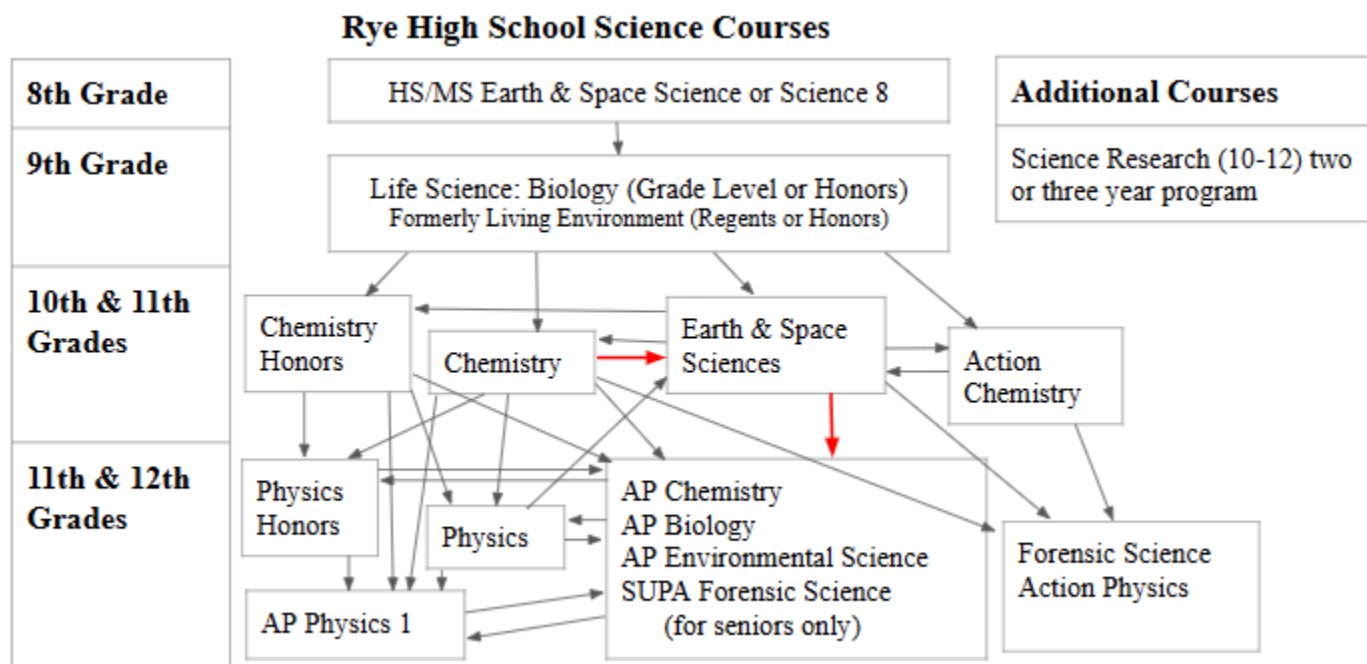 Rye High School Science Courses
8th Grade
HS/MS Earth & Space Science or Science 8
Additional Courses
Science Research (10-12) two
or three year program
9th Grade
Life Science: Biology (Grade Level or Honors)
Formerly Living Environment (Regents or Honors)
10th & 11th
Grades
Chemistry
Honors
Chemistry
Earth & Space
Sciences
Action
Chemistry
11th & 12th
Grades
Physics
Honors
Physics
AP Physics 1
AP Chemistry
AP Biology
AP Environmental Science
SUPA Forensic Science
(for seniors only)
Forensic Science
Action Physics